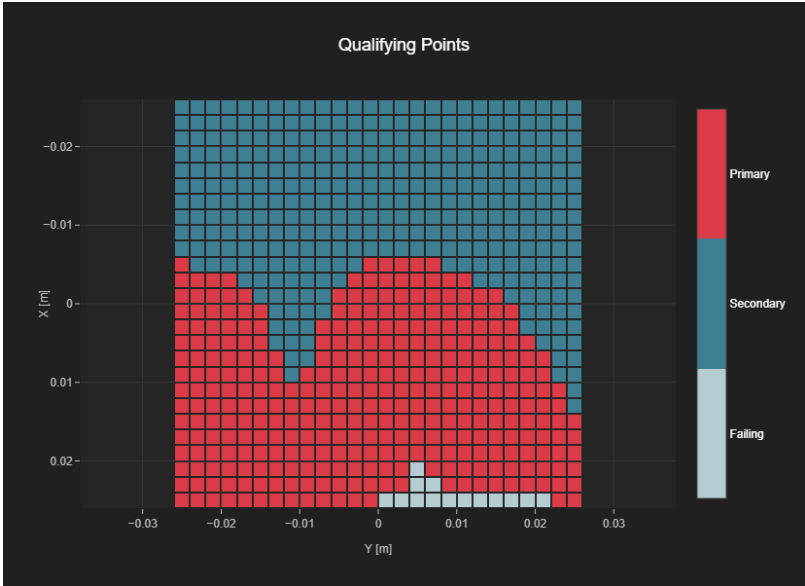 Qualifying Points
−0.02
−0.01
0
0.01
0.02
X [m]
−0.03
−0.02
−0.01
0
0.01
0.02
0.03
Y [m]
Primary
Secondary
Failing